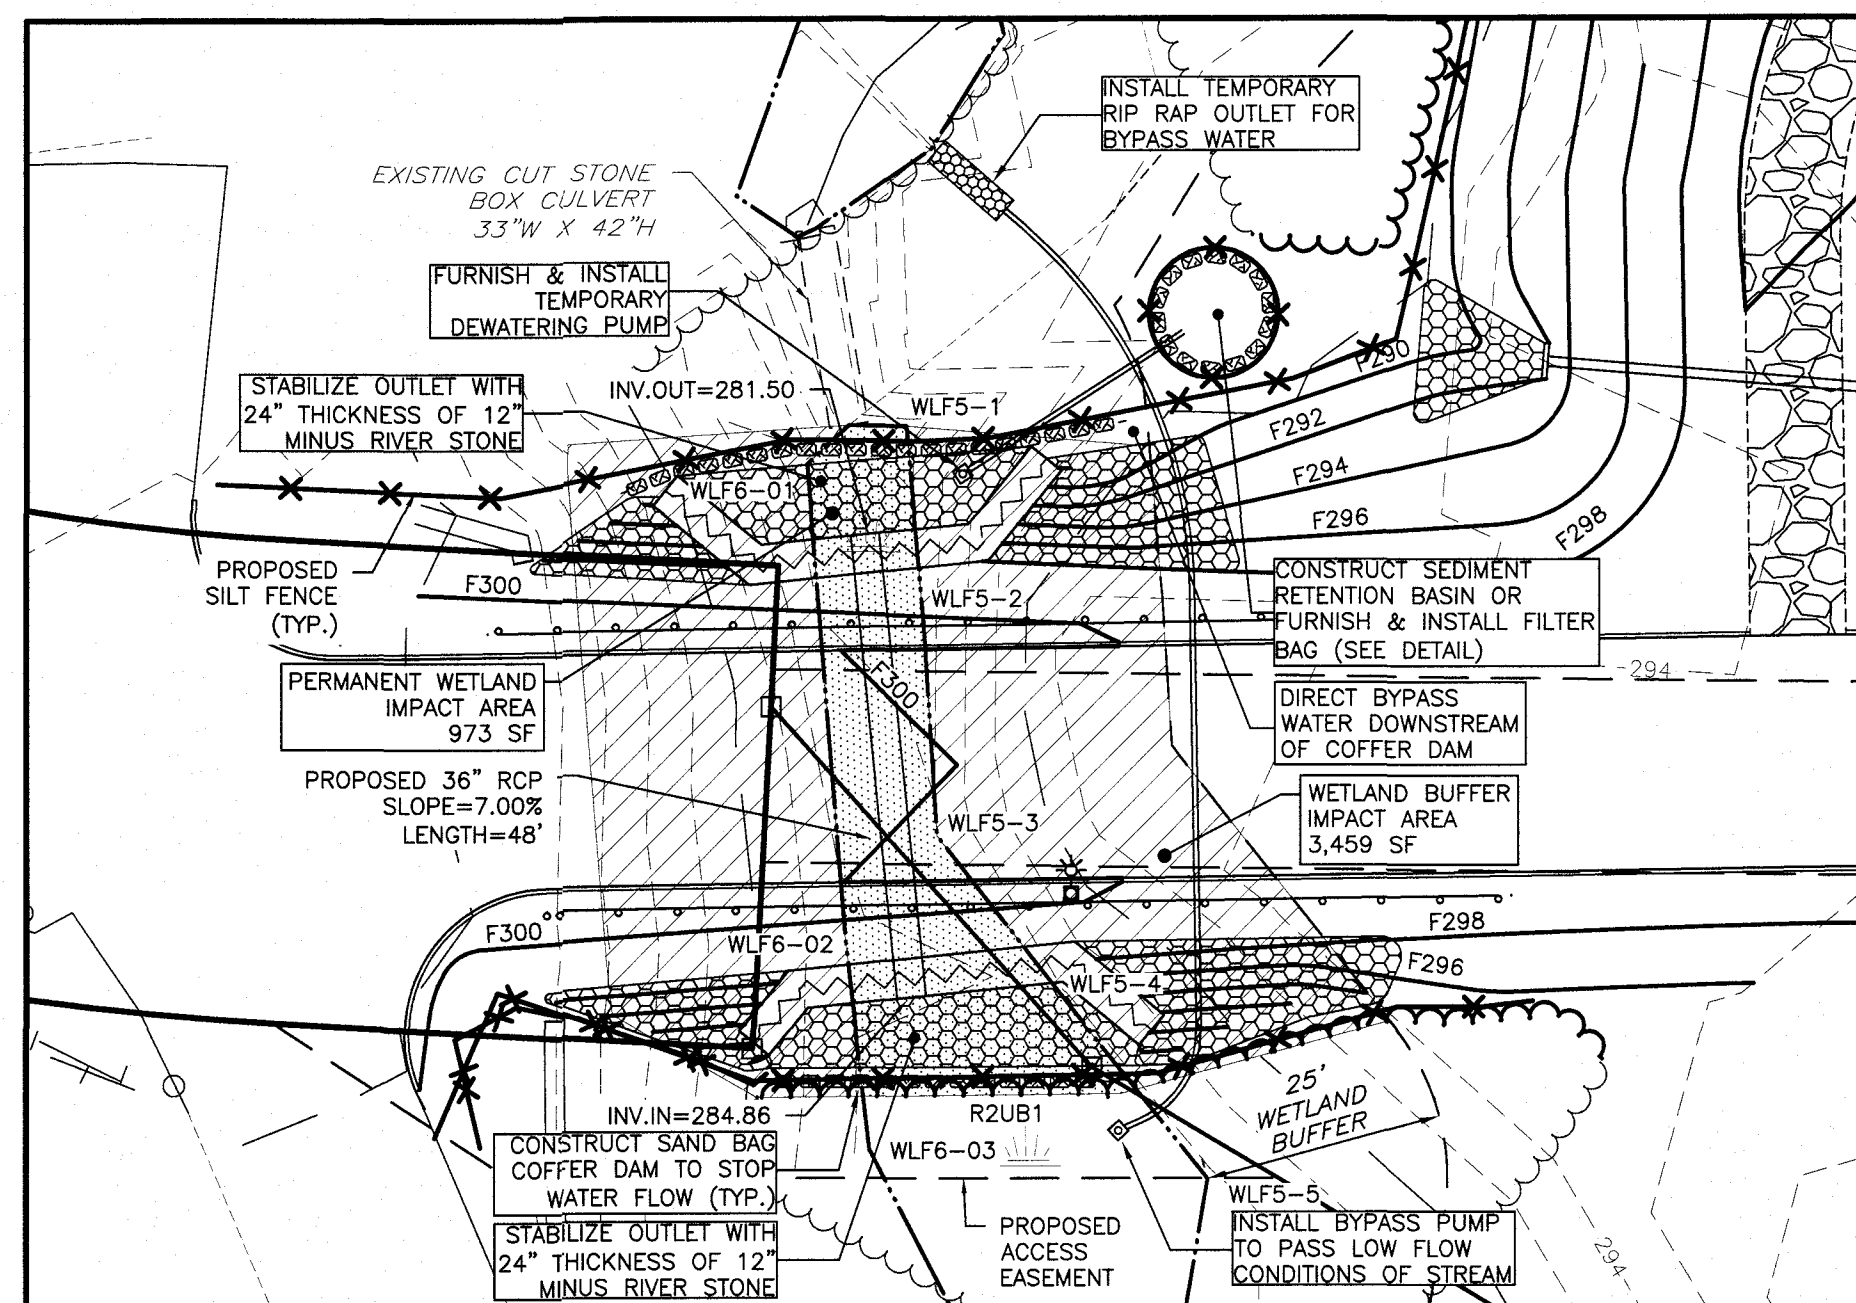 INSTALL TEMPORARY
RIP RAP OUTLET FOR
BYPASS WATER
EXISTING CUT STONE
BOX CULVERT
33"W X 42"H
FURNISH & INSTALL
TEMPORARY
DEWATERING PUMP
STABILIZE OUTLET WITH
24" THICKNESS OF 12"
MINUS RIVER STONE
INV.OUT=281.50
WLF5-1
F290
F292
F294
F296
F298
WLF6-01
PROPOSED
SILT FENCE
(TYP.)
F300
WLF5-2
CONSTRUCT SEDIMENT
RETENTION BASIN OR
FURNISH & INSTALL FILTER
BAG (SEE DETAIL)
294
PERMANENT WETLAND
IMPACT AREA
973 SF
F300
DIRECT BYPASS
WATER DOWNSTREAM
OF COFFER DAM
PROPOSED 36" RCP
SLOPE=7.00%
LENGTH=48'
WLF5-3
WETLAND BUFFER
IMPACT AREA
3,459 SF
F300
WLF6-02
F298
F296
WLF5-4
25'
WETLAND
BUFFER
INV.IN=284.86
R2UB1
CONSTRUCT SAND BAG
COFFER DAM TO STOP
WATER FLOW (TYP.)
WLF6-03
WLF5-5
STABILIZE OUTLET WITH
24" THICKNESS OF 12"
MINUS RIVER STONE
PROPOSED
ACCESS
EASEMENT
INSTALL BYPASS PUMP
TO PASS LOW FLOW
CONDITIONS OF STREAM
294